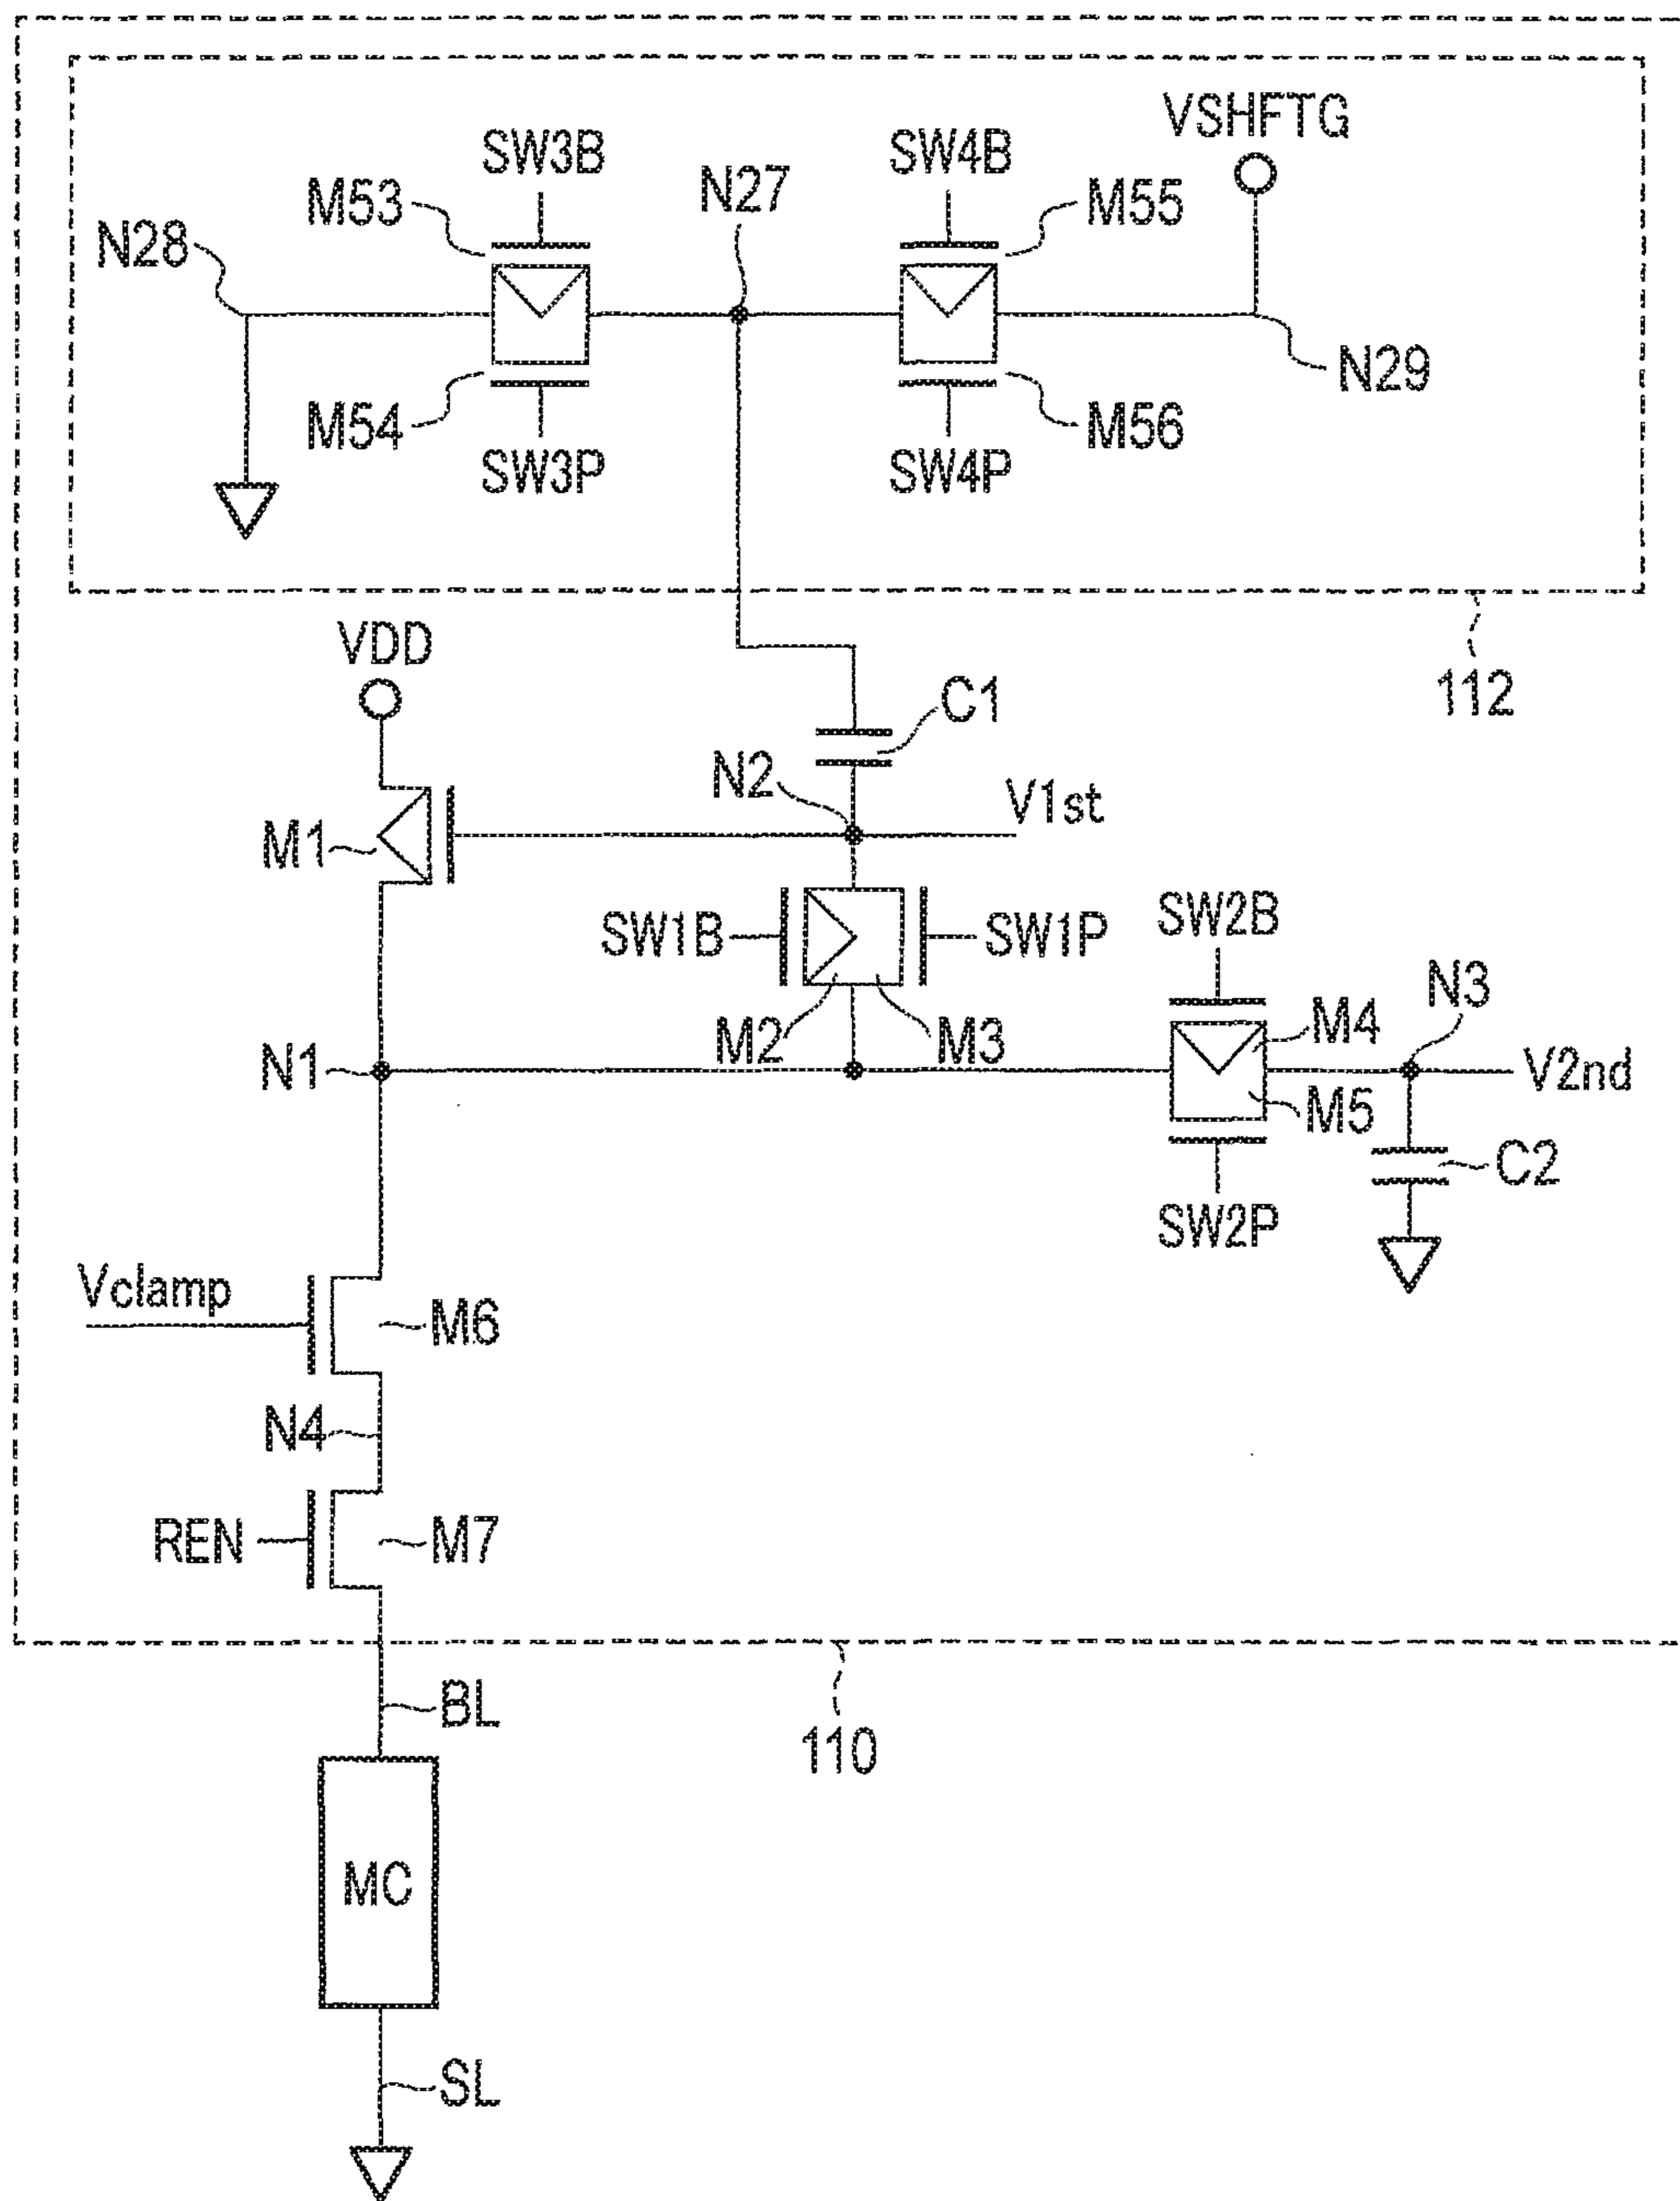 VSHFTG
SW3B
SW4B
M53
N27
M55
N28
N29
M54
M56
SW3P
SW4P
VDD
112
C1
N2
V1st
M1
SW1B
SW1P
SW2B
N3
M2
M3
M4
N1
V2nd
M5
C2
SW2P
Vclamp
M6
N4
REN
M7
BL
110
MC
SL